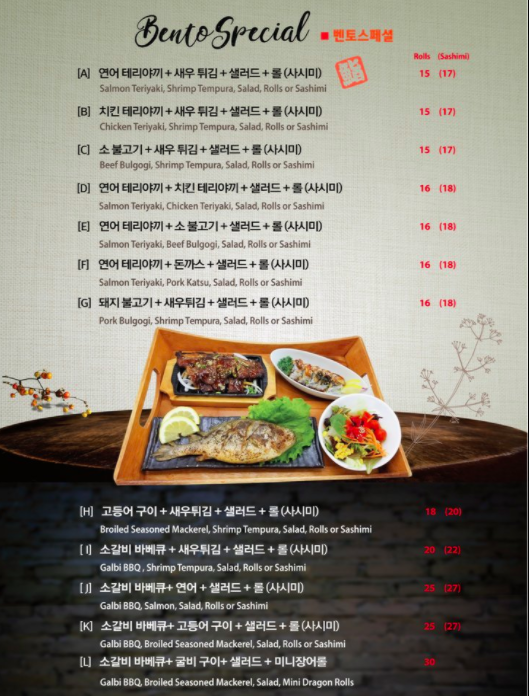 Bento Special ■ 벤토스페셜
Rolls (Sashimi)
[A] 연어 테리야끼 + 새우 튀김 + 샐러드 + 롤 (사시미) 15 (17)
Salmon Teriyaki, Shrimp Tempura, Salad, Rolls or Sashimi
[B] 치킨 테리야끼 + 새우 튀김 + 샐러드 + 롤 (사시미) 15 (17)
Chicken Teriyaki, Shrimp Tempura, Salad, Rolls or Sashimi
[C] 소 불고기 + 새우 튀김 + 샐러드 + 롤 (사시미) 15 (17)
Beef Bulgogi, Shrimp Tempura, Salad, Rolls or Sashimi
[D] 연어 테리야끼 + 치킨 테리야끼 + 샐러드 + 롤 (사시미) 16 (18)
Salmon Teriyaki, Chicken Teriyaki, Salad, Rolls or Sashimi
[E] 연어 테리야끼 + 소 불고기 + 샐러드 + 롤 (사시미) 16 (18)
Salmon Teriyaki, Beef Bulgogi, Salad, Rolls or Sashimi
[F] 연어 테리야끼 + 돈까스 + 샐러드 + 롤 (사시미) 16 (18)
Salmon Teriyaki, Pork Katsu, Salad, Rolls or Sashimi
[G] 돼지 불고기 + 새우튀김 + 샐러드 + 롤 (사시미) 16 (18)
Pork Bulgogi, Shrimp Tempura, Salad, Rolls or Sashimi
[H] 고등어 구이 + 새우튀김 + 샐러드 + 롤 (사시미) 18 (20)
Broiled Seasoned Mackerel, Shrimp Tempura, Salad, Rolls or Sashimi
[I] 소갈비 바베큐 + 새우튀김 + 샐러드 + 롤 (사시미) 20 (22)
Galbi BBQ , Shrimp Tempura, Salad, Rolls or Sashimi
[J] 소갈비 바베큐+ 연어 + 샐러드 + 롤 (사시미) 25 (27)
Galbi BBQ, Salmon, Salad, Rolls or Sashimi
[K] 소갈비 바베큐+ 고등어 구이 + 샐러드 + 롤 (사시미) 25 (27)
Galbi BBQ, Broiled Seasoned Mackerel, Salad, Rolls or Sashimi
[L] 소갈비 바베큐+ 굴비 구이+ 샐러드 + 미니장어롤 30
Galbi BBQ, Broiled Seasoned Mackerel, Salad, Mini Dragon Rolls